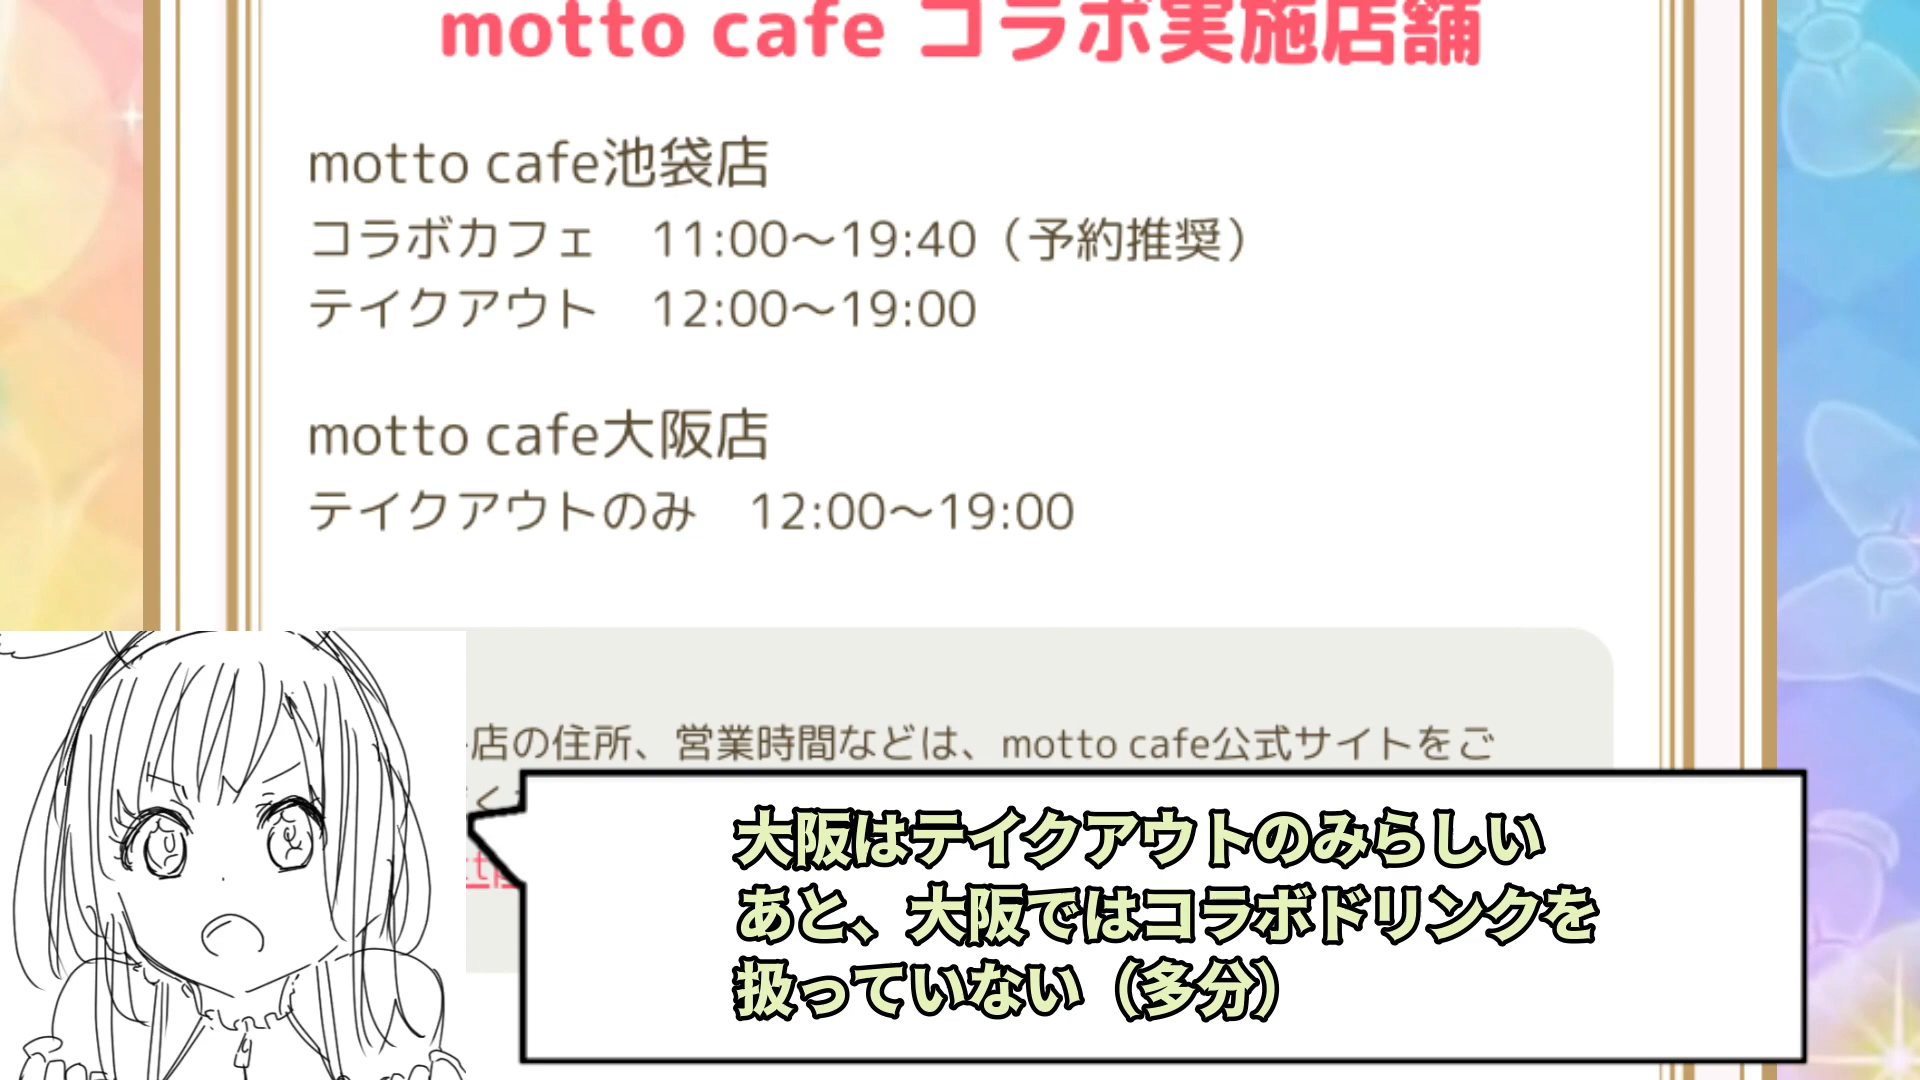 motto cafe コラボ実施店舗
motto cafe池袋店
コラボカフェ　11:00〜19:40（予約推奨）
テイクアウト　12:00〜19:00
motto cafe大阪店
テイクアウトのみ　12:00〜19:00
店の住所、営業時間などは、motto cafe公式サイトをご
大阪はテイクアウトのみらしい
あと、大阪ではコラボドリンクを
扱っていない（多分）